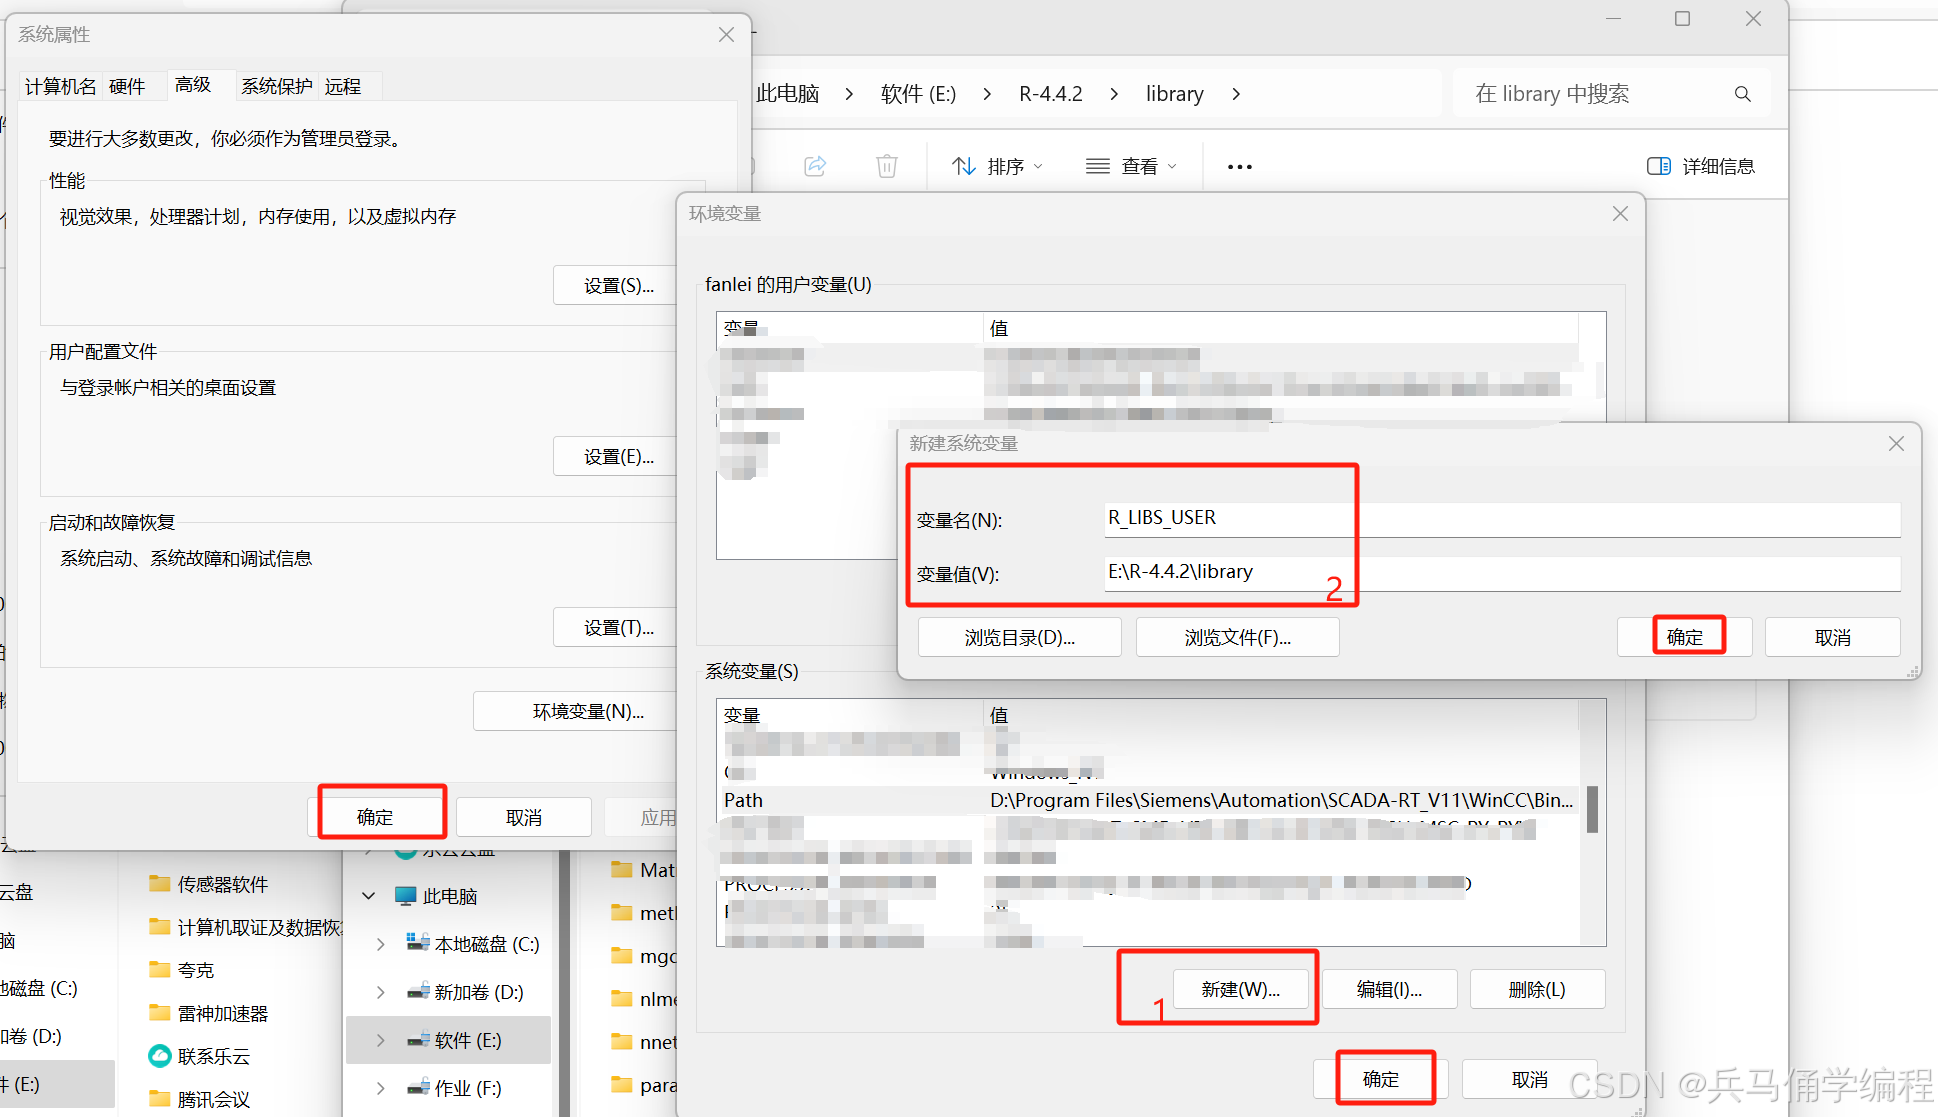 系统属性
计算机名
硬件
高级
系统保护
远程
要进行大多数更改，你必须作为管理员登录。
性能
视觉效果，处理器计划，内存使用，以及虚拟内存
设置(S)...
用户配置文件
与登录帐户相关的桌面设置
设置(E)...
启动和故障恢复
系统启动、系统故障和调试信息
设置(T)...
环境变量(N)...
确定
取消
应用
此电脑
软件 (E:)
R-4.4.2
library
在 library 中搜索
排序
查看
详细信息
环境变量
fanlei 的用户变量(U)
变量
值
新建系统变量
变量名(N):
R_LIBS_USER
变量值(V):
E:\R-4.4.2\library
2
浏览目录(D)...
浏览文件(F)...
确定
取消
系统变量(S)
变量
值
Path
D:\Program Files\Siemens\Automation\SCADA-RT_V11\WinCC\Bin...
1
新建(W)...
编辑(I)...
删除(L)
确定
取消
云盘
脑
(C:)
(D:)
(E:)
传感器软件
计算机取证及数据恢
夸克
雷神加速器
联系乐云
腾讯会议
此电脑
本地磁盘 (C:)
新加卷 (D:)
软件 (E:)
作业 (F:)
Mat
met
mgc
nlm
nnet
para
CSDN @兵马俑学编程